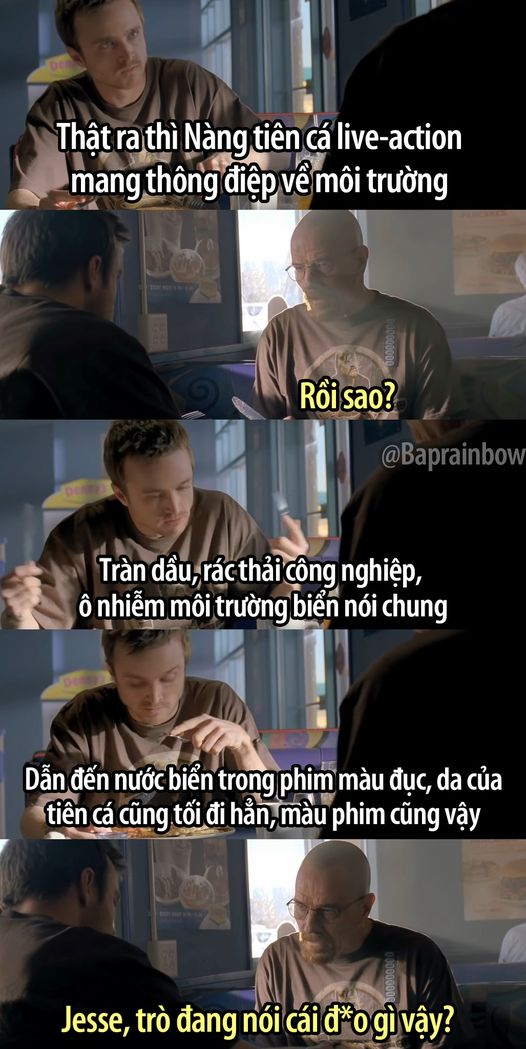 Thật ra thì Nàng tiên cá live-action
mang thông điệp về môi trường
Rồi sao?
@Baprainbow
Tràn dầu, rác thải công nghiệp,
ô nhiễm môi trường biển nói chung
Dẫn đến nước biển trong phim màu đục, da của
tiên cá cũng tối đi hẳn, màu phim cũng vậy
Jesse, trò đang nói cái đ*o gì vậy?